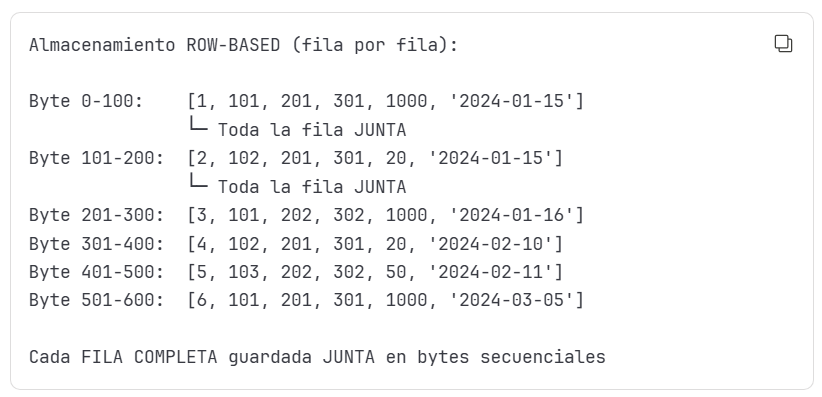 Almacenamiento ROW-BASED (fila por fila):
Byte 0-100:    [1, 101, 201, 301, 1000, '2024-01-15']
└─ Toda la fila JUNTA
Byte 101-200:  [2, 102, 201, 301, 20, '2024-01-15']
└─ Toda la fila JUNTA
Byte 201-300:  [3, 101, 202, 302, 1000, '2024-01-16']
Byte 301-400:  [4, 102, 201, 301, 20, '2024-02-10']
Byte 401-500:  [5, 103, 202, 302, 50, '2024-02-11']
Byte 501-600:  [6, 101, 201, 301, 1000, '2024-03-05']
Cada FILA COMPLETA guardada JUNTA en bytes secuenciales